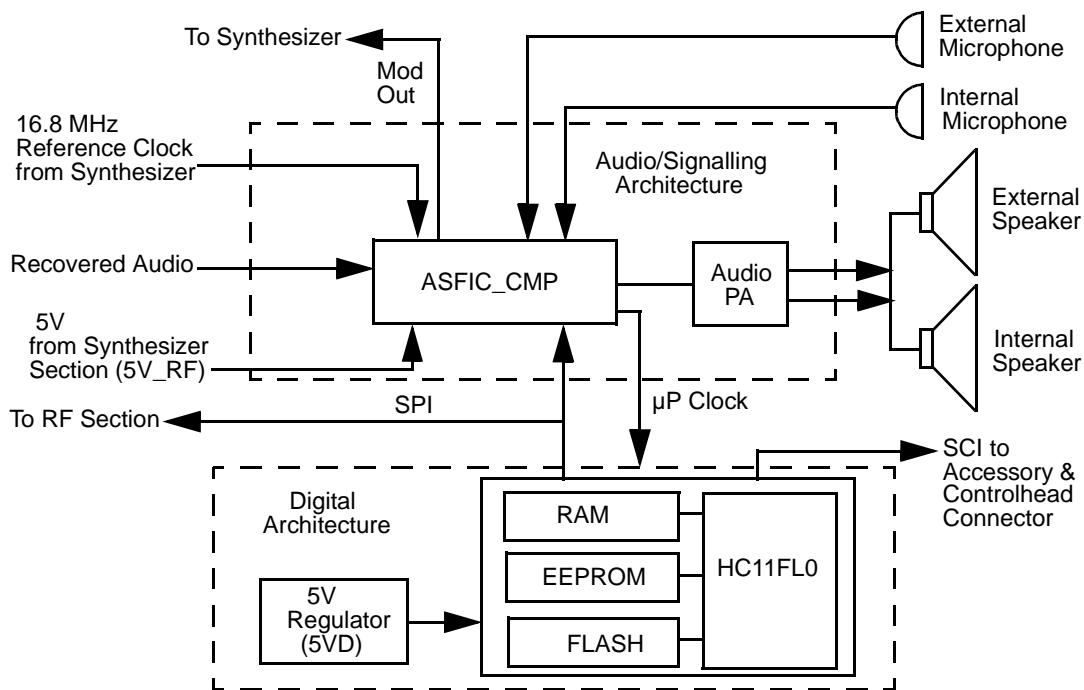 To Synthesizer
Mod
Out
External
Microphone
Internal
Microphone
16.8 MHz
Reference Clock
from Synthesizer
Audio/Signalling
Architecture
External
Speaker
Recovered Audio
ASFIC_CMP
Audio
PA
5V
from Synthesizer
Section (5V_RF)
Internal
Speaker
To RF Section
SPI
µP Clock
SCI to
Accessory &
Controlhead
Connector
Digital
Architecture
RAM
EEPROM
FLASH
HC11FL0
5V
Regulator
(5VD)